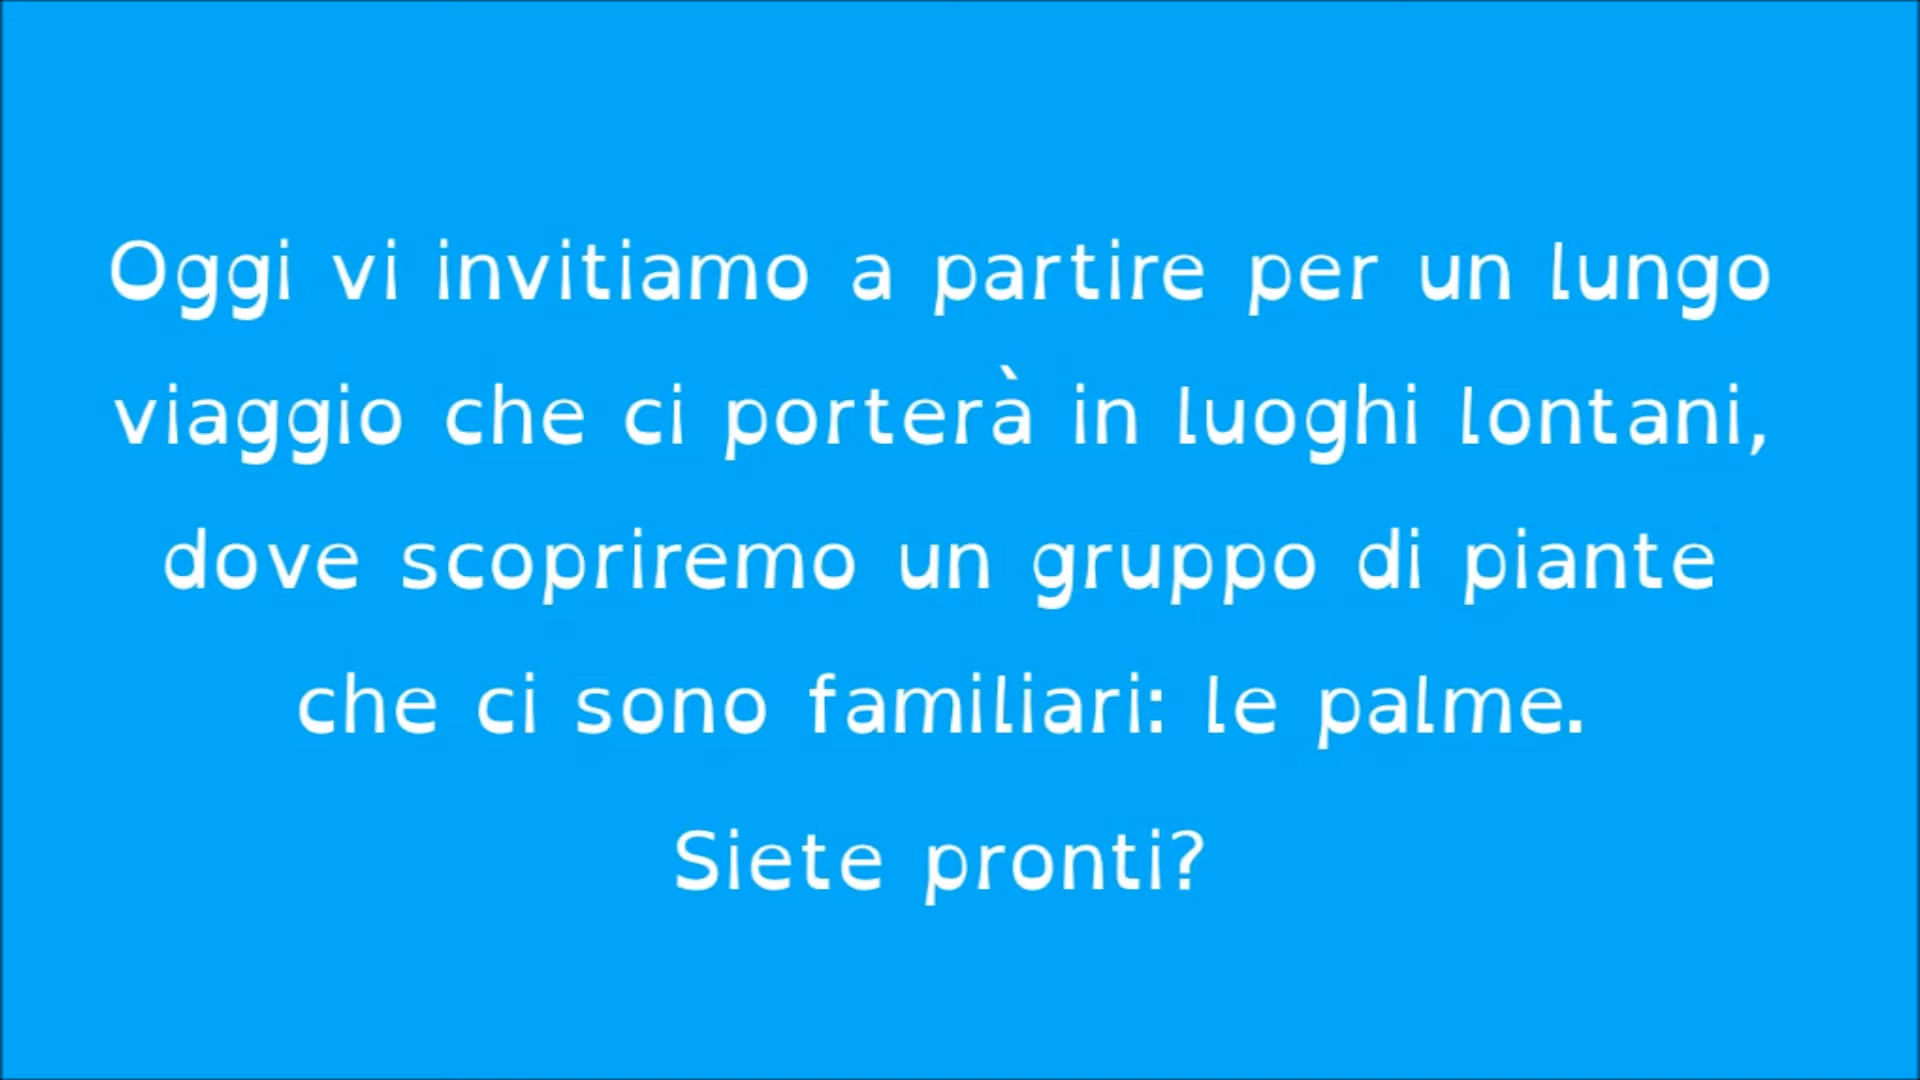 Oggi vi invitiamo a partire per un lungo
viaggio che ci porterà in luoghi lontani,
dove scopriremo un gruppo di piante
che ci sono familiari: le palme.
Siete pronti?